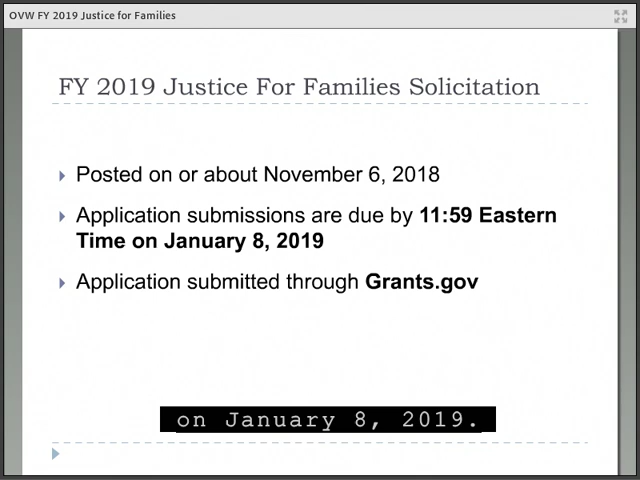 OVW FY 2019 Justice for Families
FY 2019 Justice For Families Solicitation
Posted on or about November 6, 2018
Application submissions are due by 11:59 Eastern
Time on January 8, 2019
Application submitted through Grants.gov
on January 8, 2019.